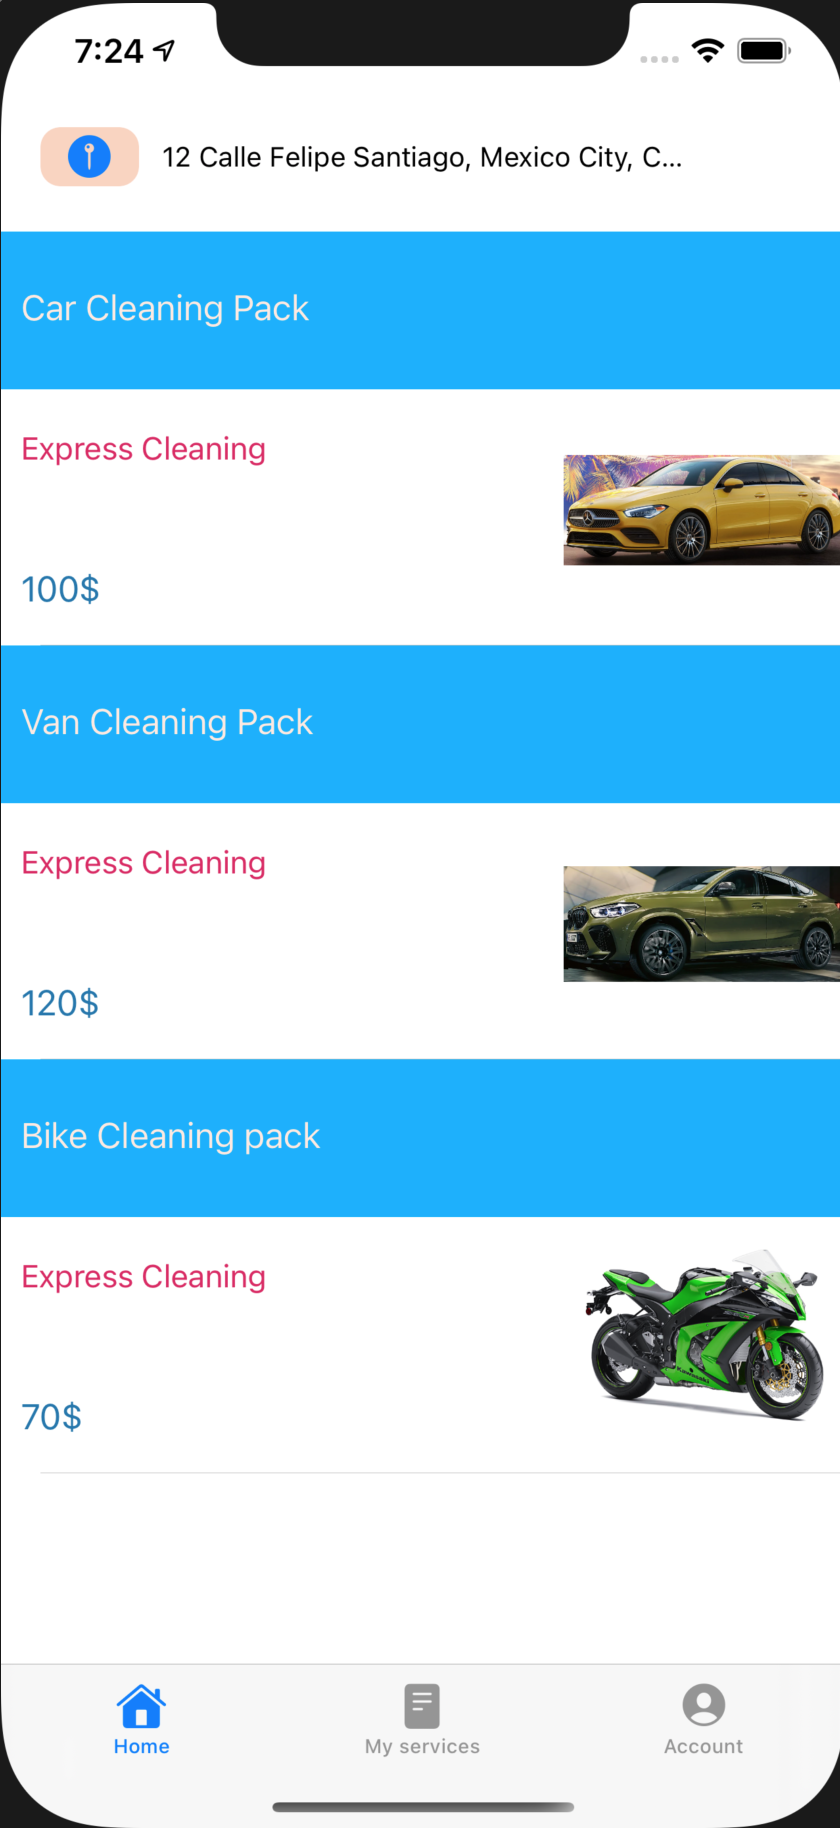 7:24
12 Calle Felipe Santiago, Mexico City, C...
Car Cleaning Pack
Express Cleaning
100$
Van Cleaning Pack
Express Cleaning
120$
Bike Cleaning pack
Express Cleaning
Kawasaki
70$
Home
My services
Account